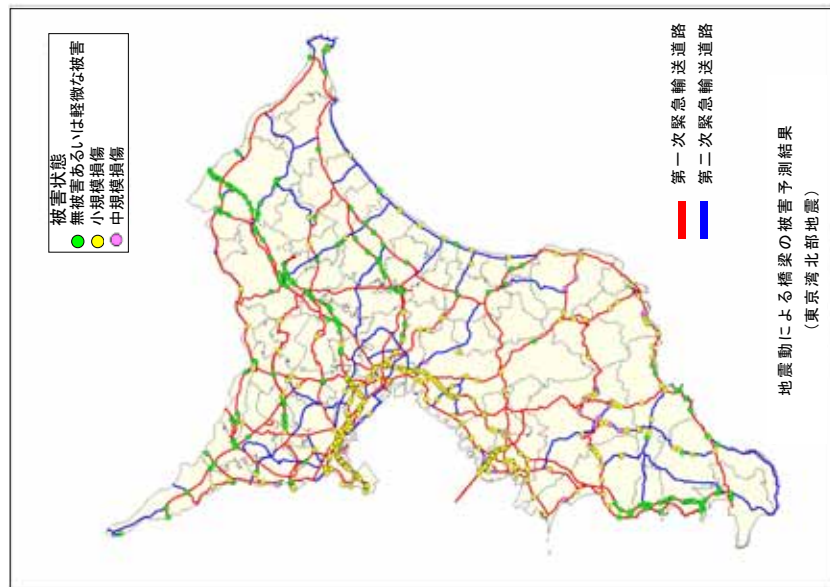 被害状態
無被害あるいは軽微な被害
小規模損傷
中規模損傷
第一次緊急輸送道路
第二次緊急輸送道路
地震動による橋梁の被害予測結果
（東京湾北部地震）